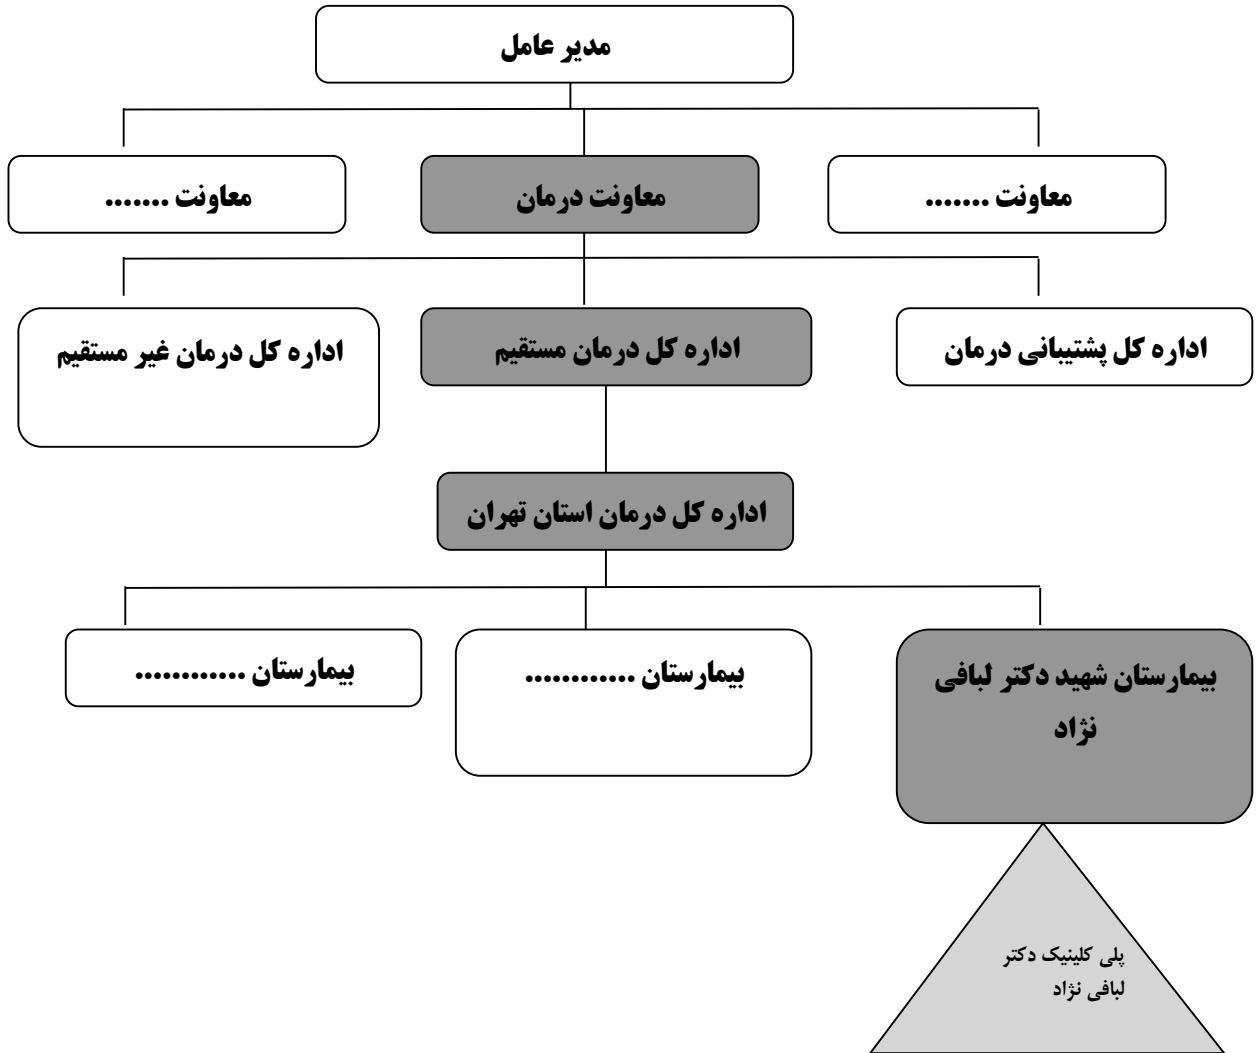 مدیر عامل
معاونت .......
معاونت درمان
معاونت .......
اداره کل پشتیبانی درمان
اداره کل درمان مستقیم
اداره کل درمان غیر مستقیم
اداره کل درمان استان تهران
بیمارستان شهید دکتر لبافی
نژاد
بیمارستان ............
بیمارستان ............
پلی کلینیک دکتر
لبافی نژاد